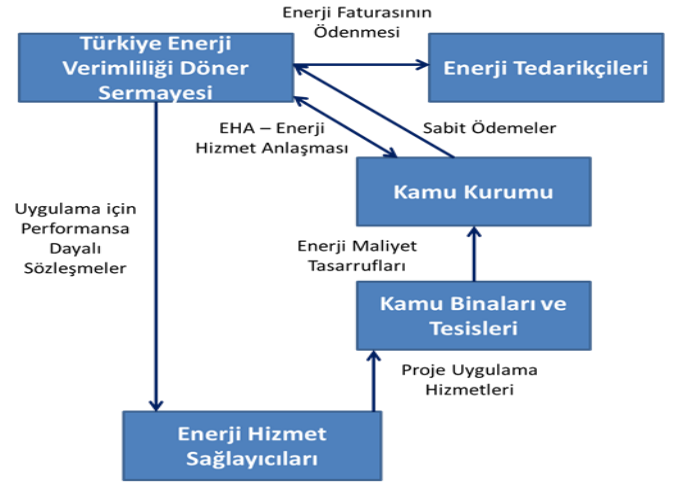 Enerji Faturasının
Ödenmesi
Türkiye Enerji
Verimliliği Döner
Sermayesi
Enerji Tedarikçileri
EHA – Enerji
Hizmet Anlaşması
Sabit Ödemeler
Kamu Kurumu
Uygulama için
Performansa
Dayalı
Sözleşmeler
Enerji Maliyet
Tasarrufları
Kamu Binaları ve
Tesisleri
Proje Uygulama
Hizmetleri
Enerji Hizmet
Sağlayıcıları